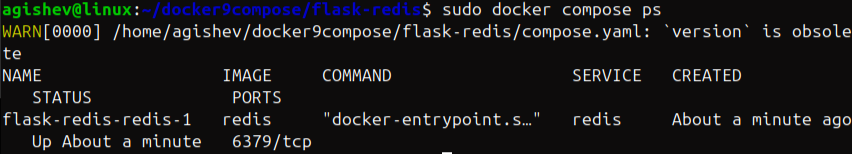 agishev@linux:~/docker9compose/flask-redis$ sudo docker compose ps
WARN[0000] /home/agishev/docker9compose/flask-redis/compose.yaml: `version` is obsole
te
NAME                  IMAGE     COMMAND                  SERVICE   CREATED
   STATUS              PORTS
flask-redis-redis-1   redis     "docker-entrypoint.s…"   redis     About a minute ago
   Up About a minute   6379/tcp